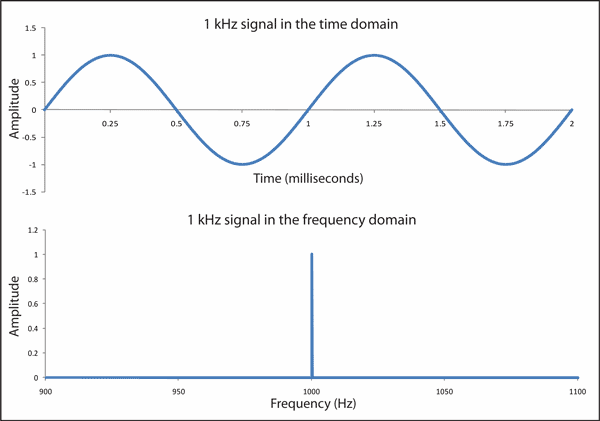 1 kHz signal in the time domain
1.5
1
0.5
0
-0.5
-1
-1.5
Amplitude
0.25 0.5 0.75 1 1.25 1.5 1.75 2
Time (milliseconds)
1 kHz signal in the frequency domain
1.2
1
0.8
0.6
0.4
0.2
0
Amplitude
900 950 1000 1050 1100
Frequency (Hz)